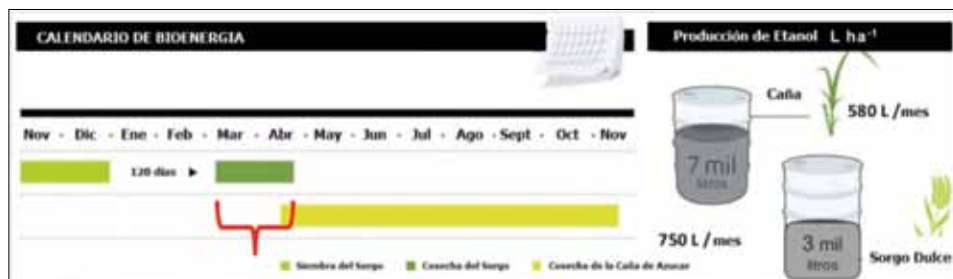 CALENDARIO DE BIOENERGIA
Nov - Dic - Ene - Feb - Mar - Abr - May - Jun - Jul - Ago - Sept - Oct - Nov
120 dias
Siembra del Sorgo
Cosecha del Sorgo
Cosecha de la Caña de Azucar
Producción de Etanol L ha⁻¹
Caña
580 L/mes
7 mil
litros
750 L/mes
3 mil
litros
Sorgo Dulce